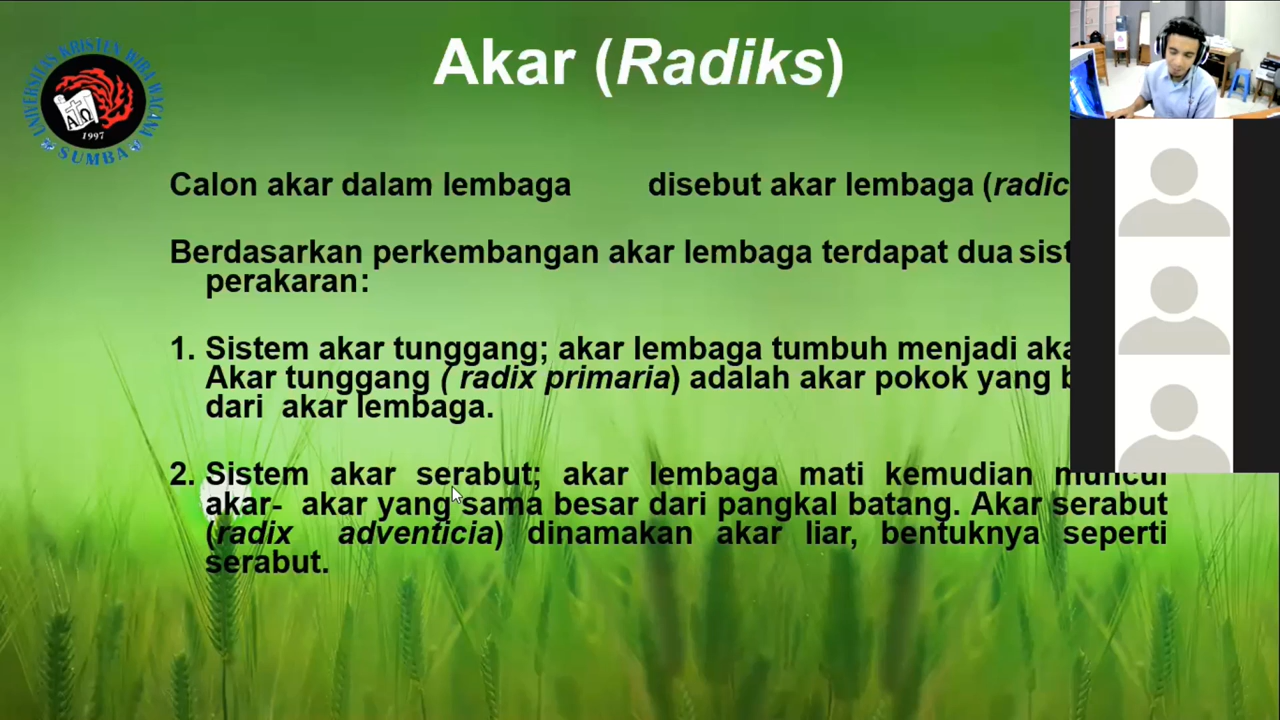 UNIVERSITAS KRISTEN WIRA WACANA
AΩ
1997
SUMBA
Akar (Radiks)
Calon akar dalam lembaga disebut akar lembaga
Berdasarkan perkembangan akar lembaga terdapat dua
perakaran:
1. Sistem akar tunggang; akar lembaga tumbuh menjadi
Akar tunggang ( radix primaria) adalah akar pokok yang
dari akar lembaga.
2. Sistem akar serabut; akar lembaga mati kemudian muncul
akar- akar yang sama besar dari pangkal batang. Akar serabut
(radix adventicia) dinamakan akar liar, bentuknya seperti
serabut.